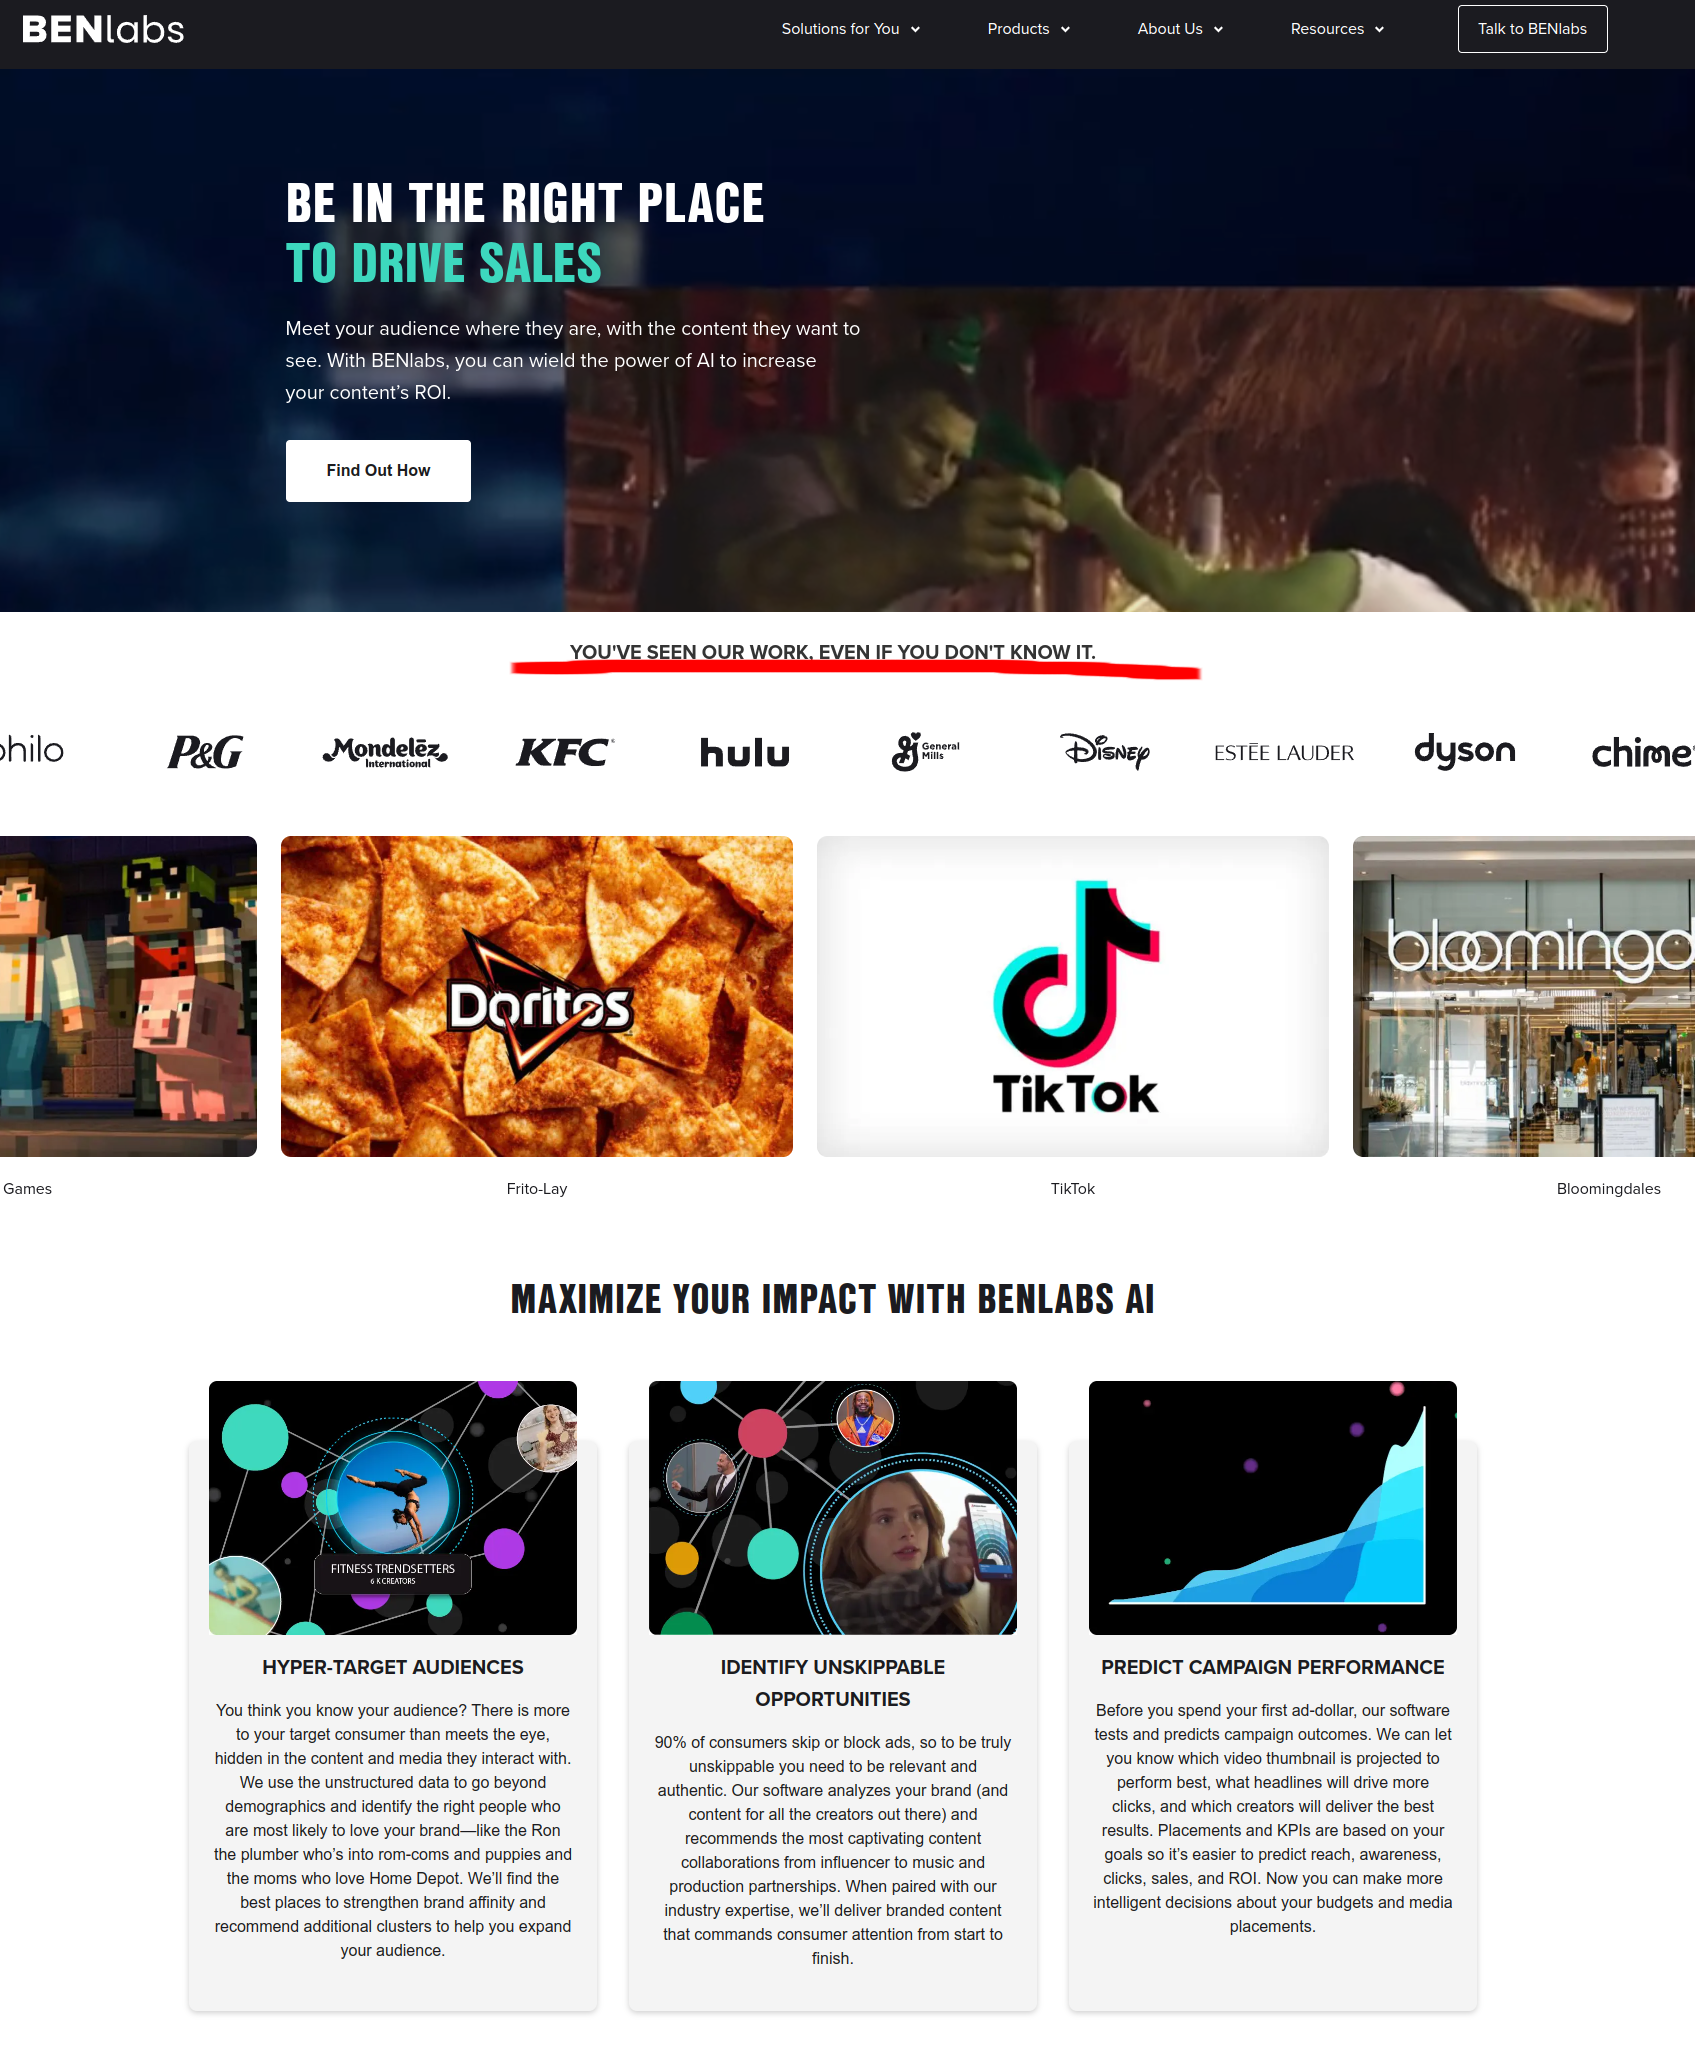 BENlabs
Solutions for You
Products
About Us
Resources
Talk to BENlabs
BE IN THE RIGHT PLACE
TO DRIVE SALES
Meet your audience where they are, with the content they want to
see. With BENlabs, you can wield the power of AI to increase
your content’s ROI.
Find Out How
YOU'VE SEEN OUR WORK, EVEN IF YOU DON'T KNOW IT.
philo
P&G
Mondelēz
International
KFC
hulu
General
Mills
Disney
ESTĒE LAUDER
dyson
chime
Doritos
TikTok
bloomingd
Games
Frito-Lay
TikTok
Bloomingdales
MAXIMIZE YOUR IMPACT WITH BENLABS AI
FITNESS TRENDSETTERS
6 K CREATORS
HYPER-TARGET AUDIENCES
You think you know your audience? There is more
to your target consumer than meets the eye,
hidden in the content and media they interact with.
We use the unstructured data to go beyond
demographics and identify the right people who
are most likely to love your brand—like the Ron
the plumber who’s into rom-coms and puppies and
the moms who love Home Depot. We’ll find the
best places to strengthen brand affinity and
recommend additional clusters to help you expand
your audience.
IDENTIFY UNSKIPPABLE
OPPORTUNITIES
90% of consumers skip or block ads, so to be truly
unskippable you need to be relevant and
authentic. Our software analyzes your brand (and
content for all the creators out there) and
recommends the most captivating content
collaborations from influencer to music and
production partnerships. When paired with our
industry expertise, we’ll deliver branded content
that commands consumer attention from start to
finish.
PREDICT CAMPAIGN PERFORMANCE
Before you spend your first ad-dollar, our software
tests and predicts campaign outcomes. We can let
you know which video thumbnail is projected to
perform best, what headlines will drive more
clicks, and which creators will deliver the best
results. Placements and KPIs are based on your
goals so it’s easier to predict reach, awareness,
clicks, sales, and ROI. Now you can make more
intelligent decisions about your budgets and media
placements.